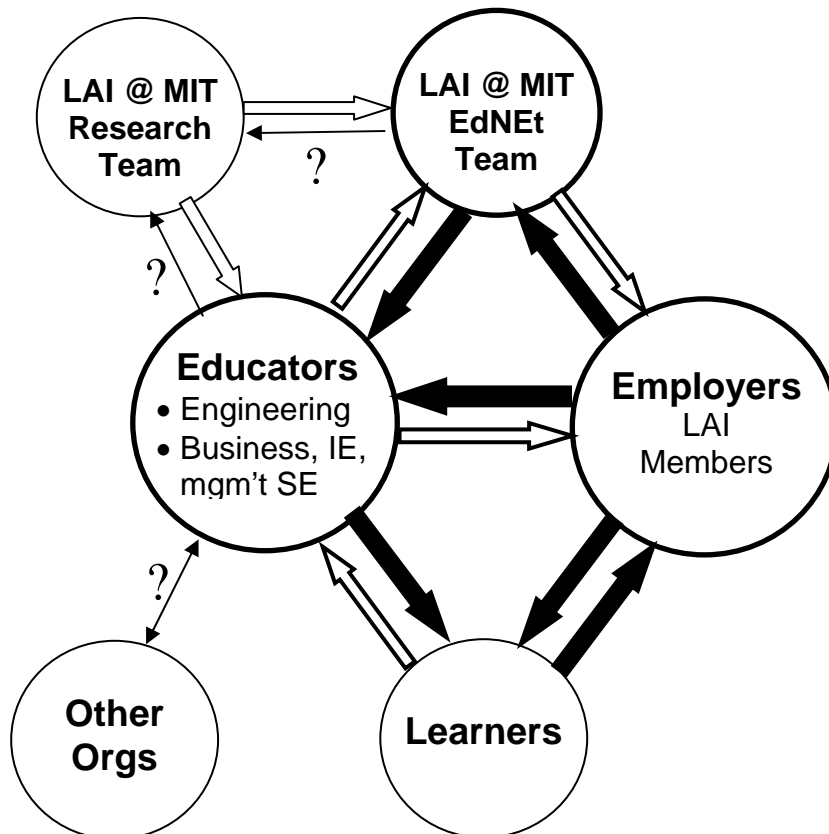 LAI @ MIT
Research
Team
LAI @ MIT
EdNEt
Team
?
?
Educators
• Engineering
• Business, IE,
mgm't SE
Employers
LAI
Members
?
Other
Orgs
Learners